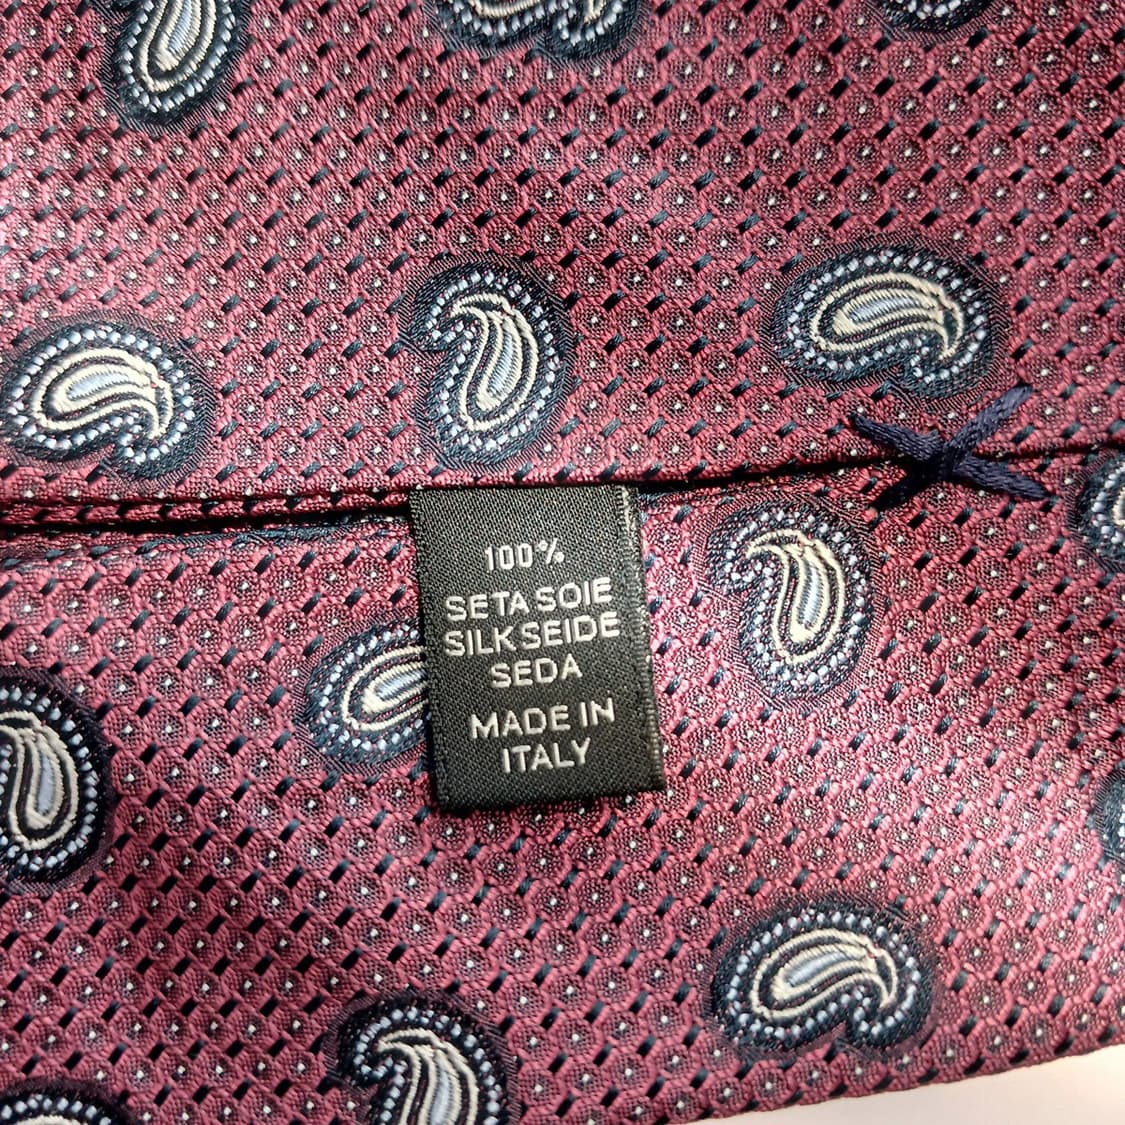 100%
SETA SOIE
SILK SEIDE
SEDA
MADE IN
ITALY